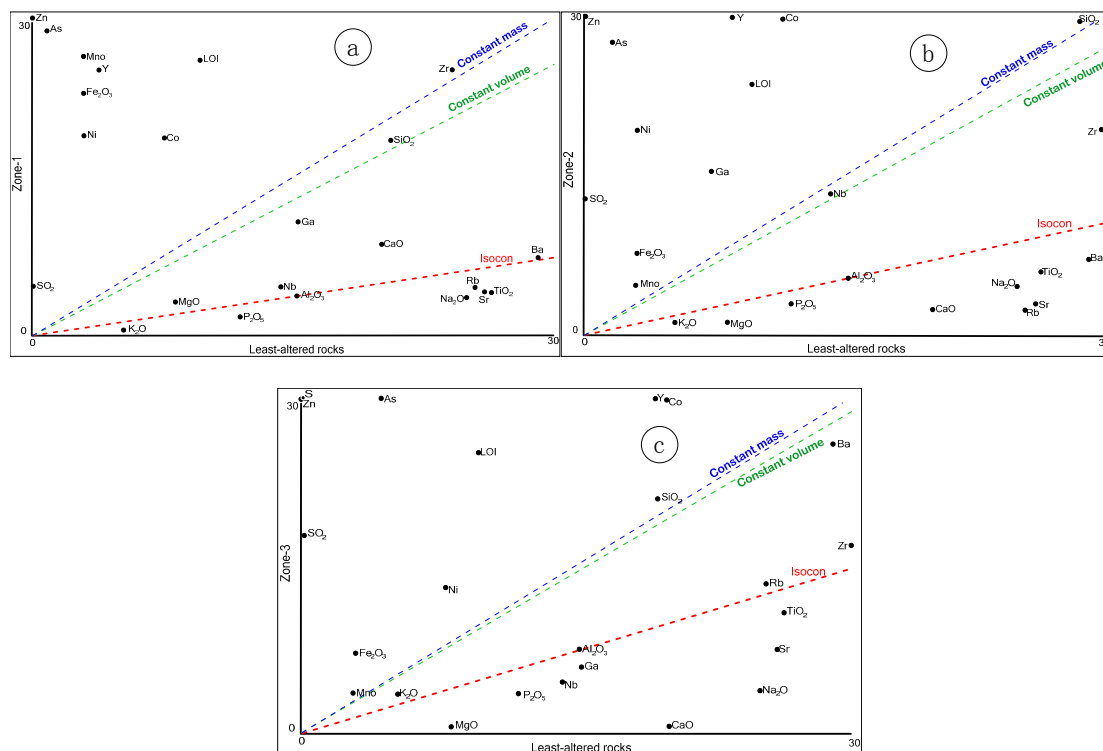 30
Zn
As
a
Mno
Y
LOI
Constant mass
Zr
Fe₂O₃
Constant volume
Ni
Co
SiO₂
Zone-1
Ga
CaO
Isocon
Ba
SO₂
MgO
Nb
Al₂O₃
Rb
Na₂O
Sr
TiO₂
K₂O
P₂O₅
0
0
Least-altered rocks
30
30
Zn
Y
Co
SiO₂
As
b
Constant mass
Constant volume
LOI
Ni
Zr
Zone-2
Ga
SO₂
Nb
Isocon
Fe₂O₃
Ba
Mno
Al₂O₃
TiO₂
Na₂O
P₂O₅
Sr
CaO
Rb
K₂O
MgO
0
0
Least-altered rocks
3
S
30
Zn
As
Y
Co
c
Constant mass
Constant volume
Ba
LOI
SiO₂
SO₂
Zr
Zone-3
Isocon
Ni
Rb
TiO₂
Fe₂O₃
Al₂O₃
Sr
Ga
Mno
K₂O
P₂O₅
Nb
Na₂O
MgO
CaO
0
0
Least-altered rocks
30